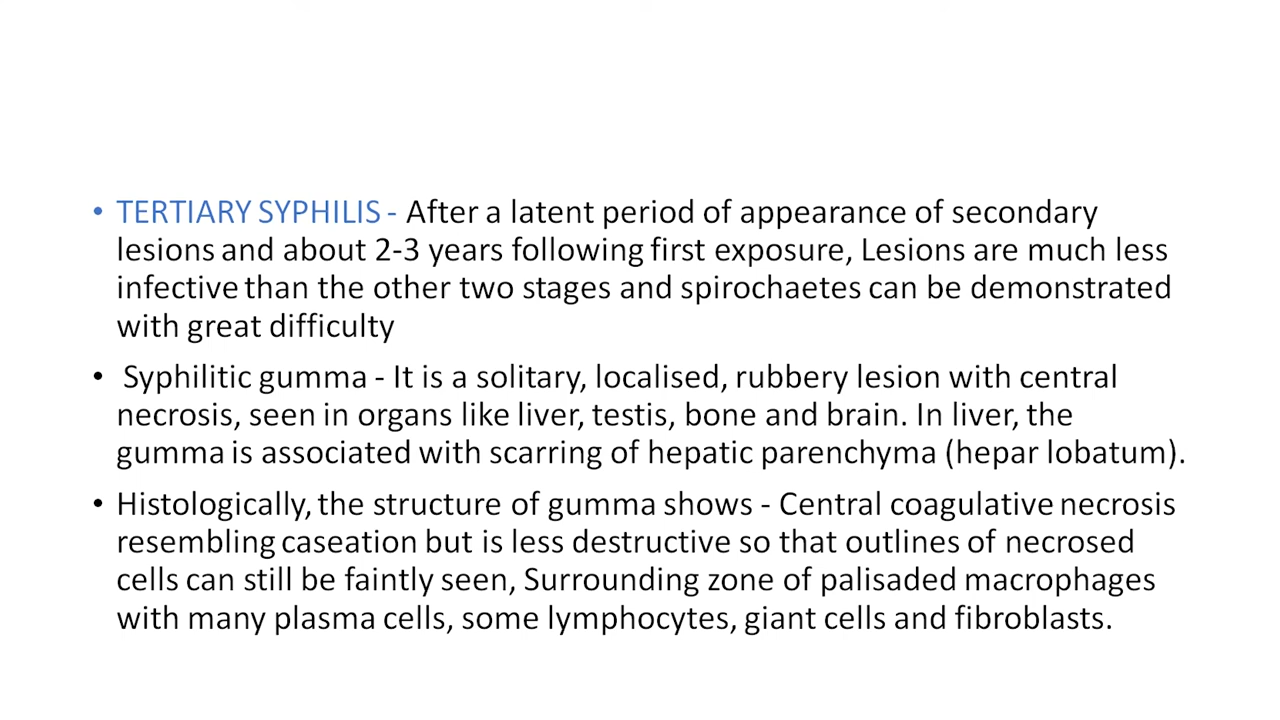 • TERTIARY SYPHILIS - After a latent period of appearance of secondary
lesions and about 2-3 years following first exposure, Lesions are much less
infective than the other two stages and spirochaetes can be demonstrated
with great difficulty
• Syphilitic gumma - It is a solitary, localised, rubbery lesion with central
necrosis, seen in organs like liver, testis, bone and brain. In liver, the
gumma is associated with scarring of hepatic parenchyma (hepar lobatum).
• Histologically, the structure of gumma shows - Central coagulative necrosis
resembling caseation but is less destructive so that outlines of necrosed
cells can still be faintly seen, Surrounding zone of palisaded macrophages
with many plasma cells, some lymphocytes, giant cells and fibroblasts.